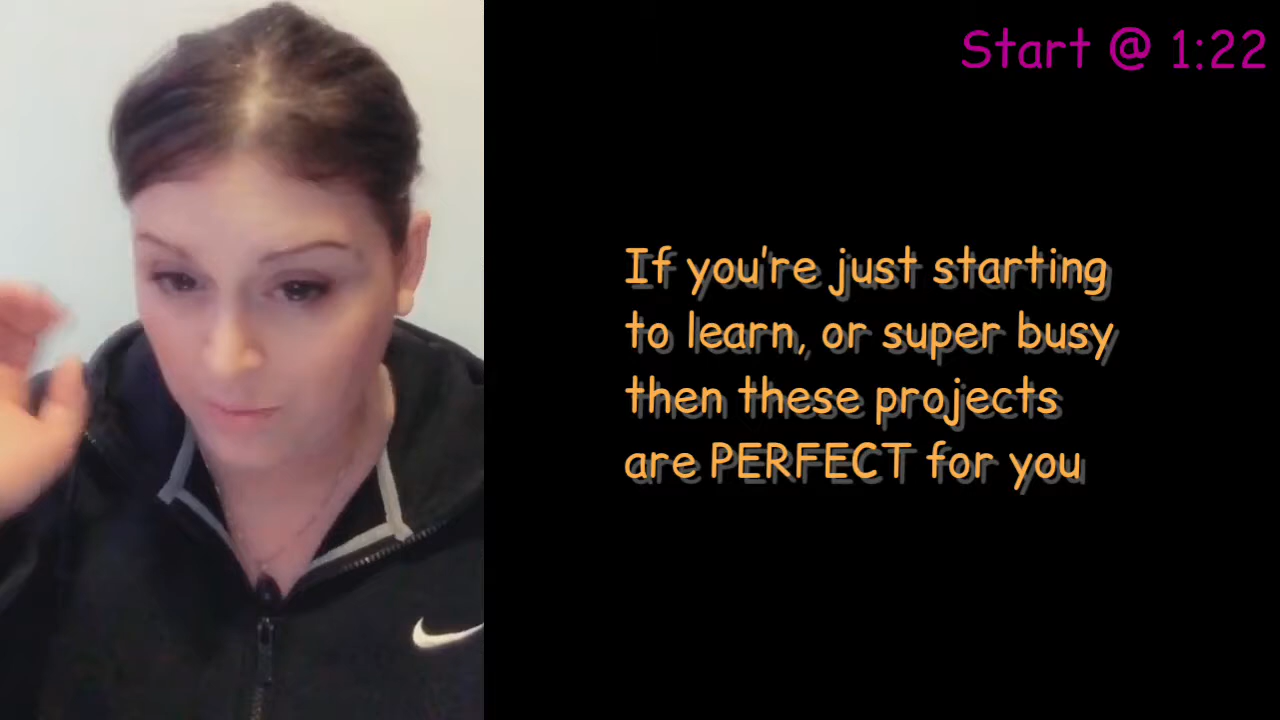 Start @ 1:22
If you're just starting
to learn, or super busy
then these projects
are PERFECT for you